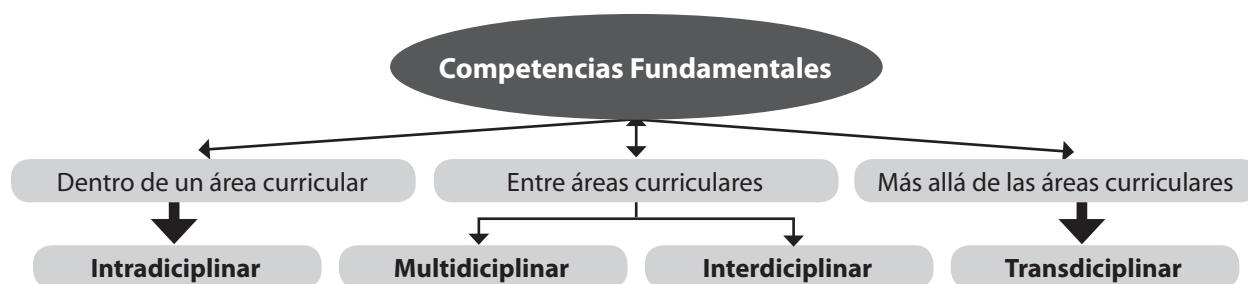 Competencias Fundamentales
Dentro de un área curricular
Entre áreas curriculares
Más allá de las áreas curriculares
Intradiciplinar
Multidiciplinar
Interdiciplinar
Transdiciplinar